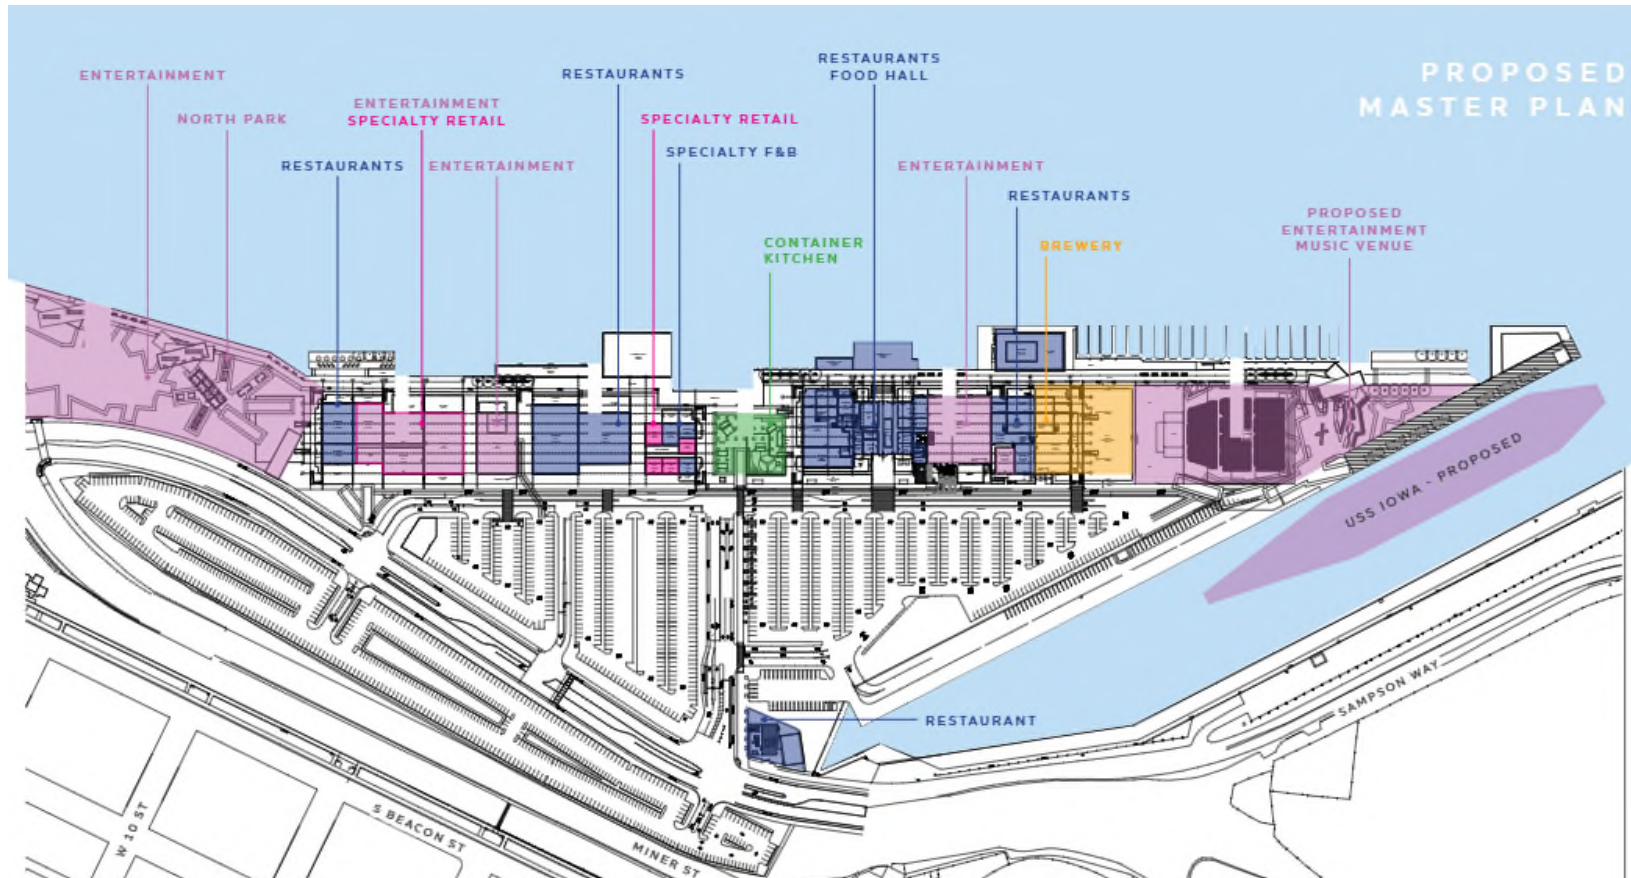 PROPOSED
MASTER PLAN
ENTERTAINMENT
NORTH PARK
ENTERTAINMENT
SPECIALTY RETAIL
RESTAURANTS
ENTERTAINMENT
RESTAURANTS
SPECIALTY RETAIL
SPECIALTY F&B
RESTAURANTS
FOOD HALL
CONTAINER
KITCHEN
ENTERTAINMENT
RESTAURANTS
BREWERY
PROPOSED
ENTERTAINMENT
MUSIC VENUE
USS IOWA - PROPOSED
RESTAURANT
SAMPSON WAY
W 10 ST
S BEACON ST
MINER ST